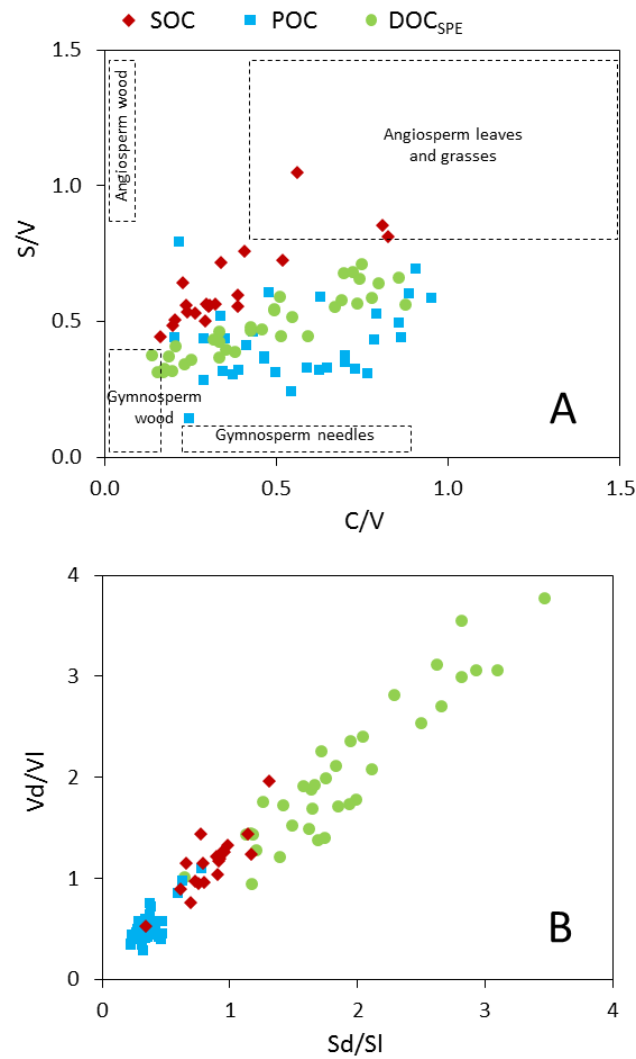 SOC POC DOCSPE
1.5
1.0
0.5
0.0
S/V
Angiosperm wood
Angiosperm leaves
and grasses
Gymnosperm
wood
Gymnosperm needles
A
0.0 0.5 1.0 1.5
C/V
4
3
2
1
0
Vd/Vl
B
0 1 2 3 4
Sd/Sl